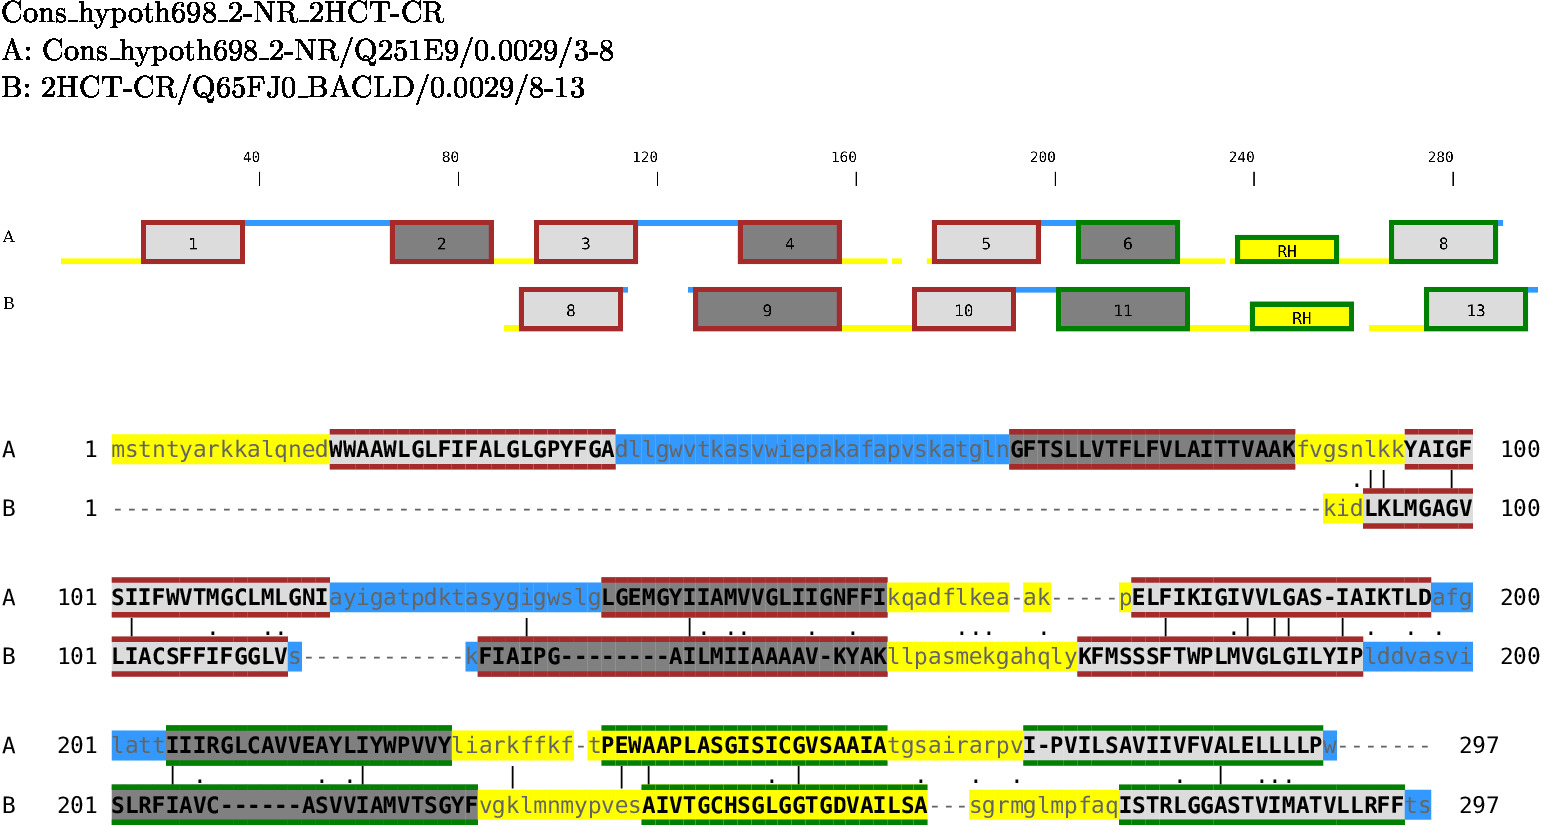 Cons_hypoth698_2-NR_2HCT-CR
A: Cons_hypoth698_2-NR/Q251E9/0.0029/3-8
B: 2HCT-CR/Q65FJ0_BACLD/0.0029/8-13
40 80 120 160 200 240 280
A 1 2 3 4 5 6 RH 8
B 8 9 10 11 RH 13
A 1 mstntyarkkalqnedWWAAWLGLFIFALGLGPYFGAdllgwvtkasvwiepakafapvskatglnGFTSLLVTFLFVLAITTVAAKfvgsnlkkYAIGF 100
B 1 -----------------------------------------------------------------------------------------kidLKLMGAGV 100
A 101 SIIFWVTMGCLMLGNIayigatpdktasygigwslgLGEMGYIIAMVVGLIIGNFFIkqadflkea-ak-----pELFIKIGIVVLGAS-IAIKTLDafg 200
B 101 LIACSFFIFGGLVs------------kFIAIPG--------AILMIIAAAAV-KYAKllpasmekgahqlyKFMSSSFTWPLMVGLGILYIPlddvasvi 200
A 201 lattIIIRGLCAVVEAYLIYWPVVYliarkffkf-tPEWAAPLASGISICGVSAAIAtgsairarpvI-PVILSAVIIVFVALELLLLPw------- 297
B 201 SLRFIAVC------ASVVIAMVTSGYFvgklmnmypvesAIVTGCHSGLGGTGDVAILSA---sgrmglmpfaqISTRLGGASTVIMATVLLRFFts 297